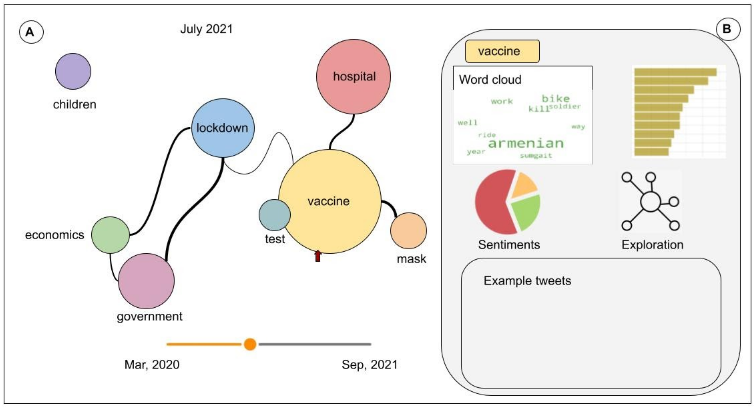 A
July 2021
B
children
lockdown
hospital
economics
government
vaccine
test
mask
Mar, 2020
Sep, 2021
vaccine
Word cloud
work
bike
kill
soldier
well
way
ride
armenian
year
sumgait
Sentiments
Exploration
Example tweets